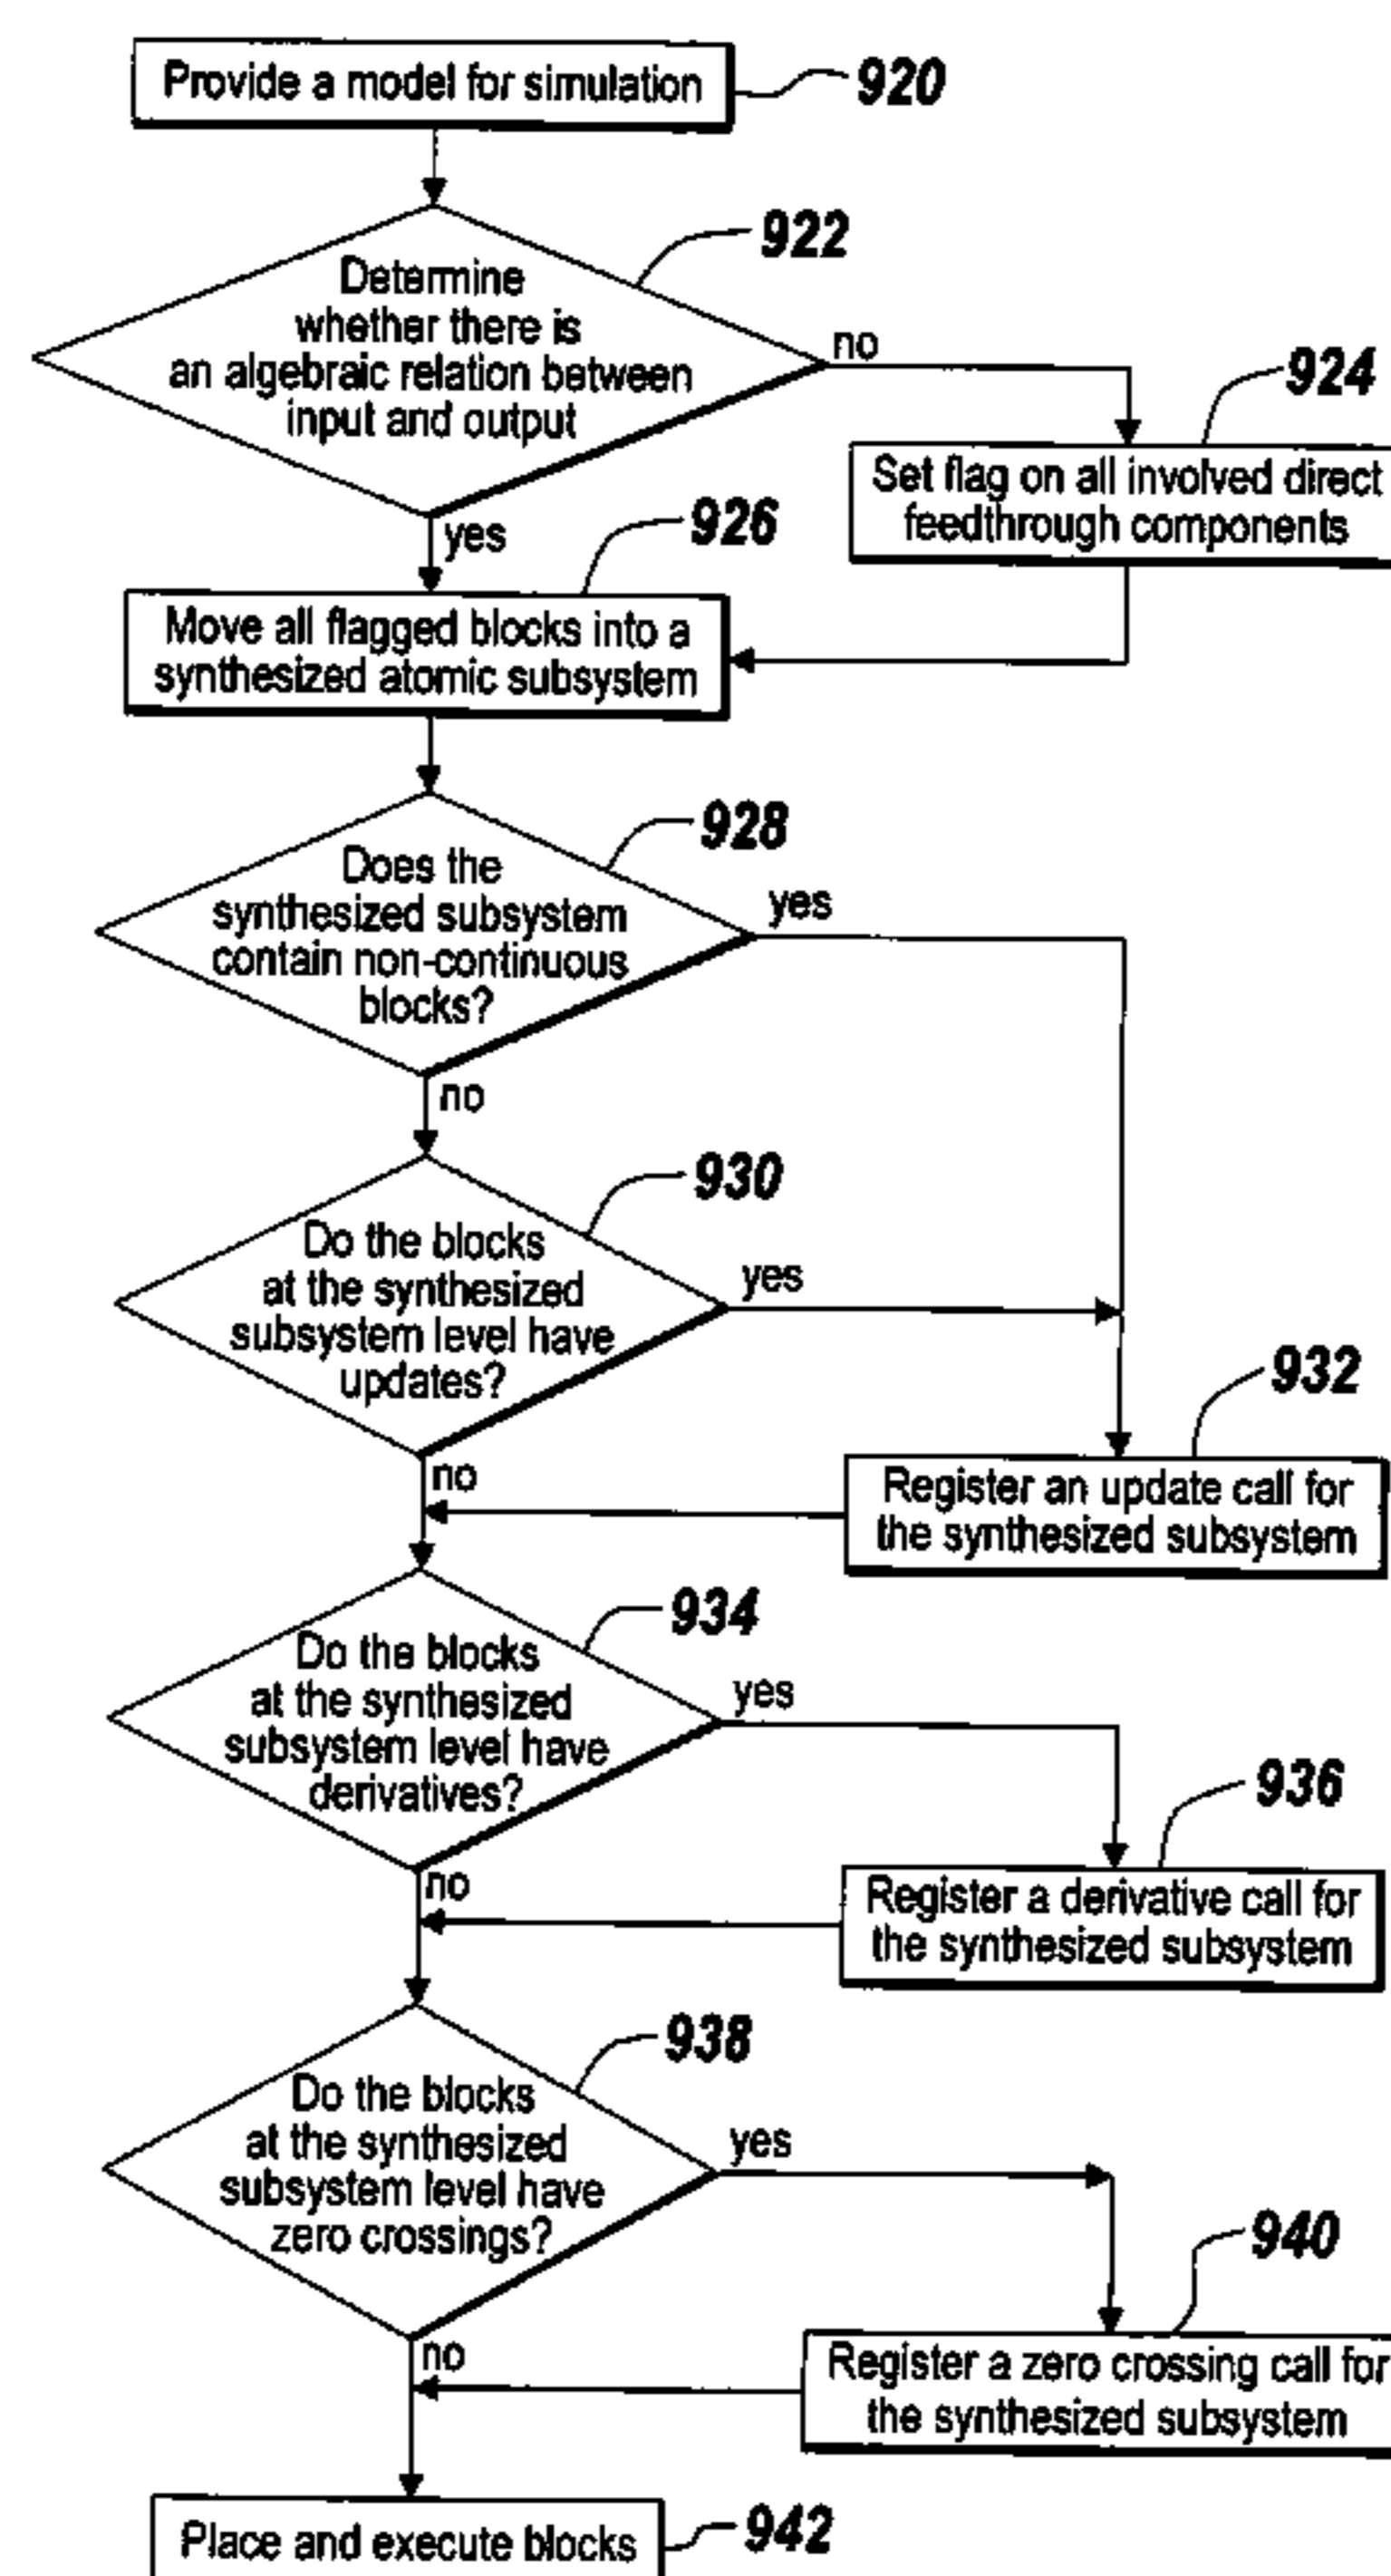 Provide a model for simulation
920
922
Determine
whether there is
an algebraic relation between
input and output
no
924
Set flag on all involved direct
feedthrough components
yes
926
Move all flagged blocks into a
synthesized atomic subsystem
928
Does the
synthesized subsystem
contain non-continuous
blocks?
yes
no
930
Do the blocks
at the synthesized
subsystem level have
updates?
yes
932
Register an update call for
the synthesized subsystem
no
934
Do the blocks
at the synthesized
subsystem level have
derivatives?
yes
936
Register a derivative call for
the synthesized subsystem
no
938
Do the blocks
at the synthesized
subsystem level have
zero crossings?
yes
940
Register a zero crossing call for
the synthesized subsystem
no
Place and execute blocks
942